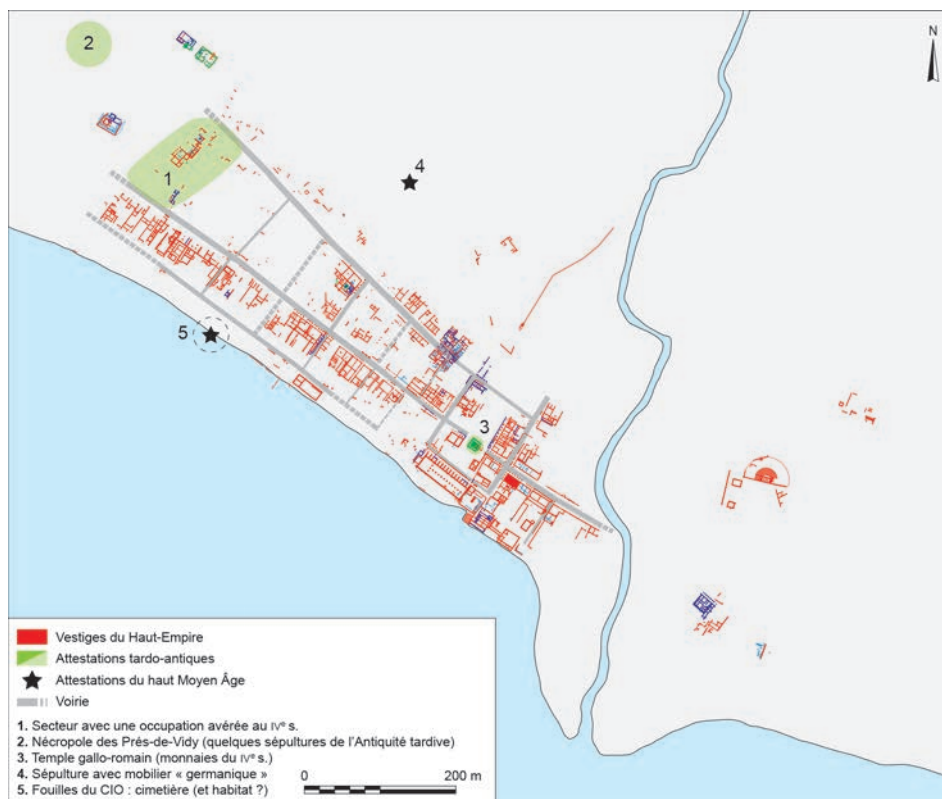 2
N
4
1
5
3
Vestiges du Haut-Empire
Attestations tardo-antiques
Attestations du haut Moyen Âge
Voirie
1. Secteur avec une occupation avérée au IVᵉ s.
2. Nécropole des Prés-de-Vidy (quelques sépultures de l'Antiquité tardive)
3. Temple gallo-romain (monnaies du IVᵉ s.)
4. Sépulture avec mobilier « germanique »
5. Fouilles du CIO : cimetière (et habitat ?)
0 200 m